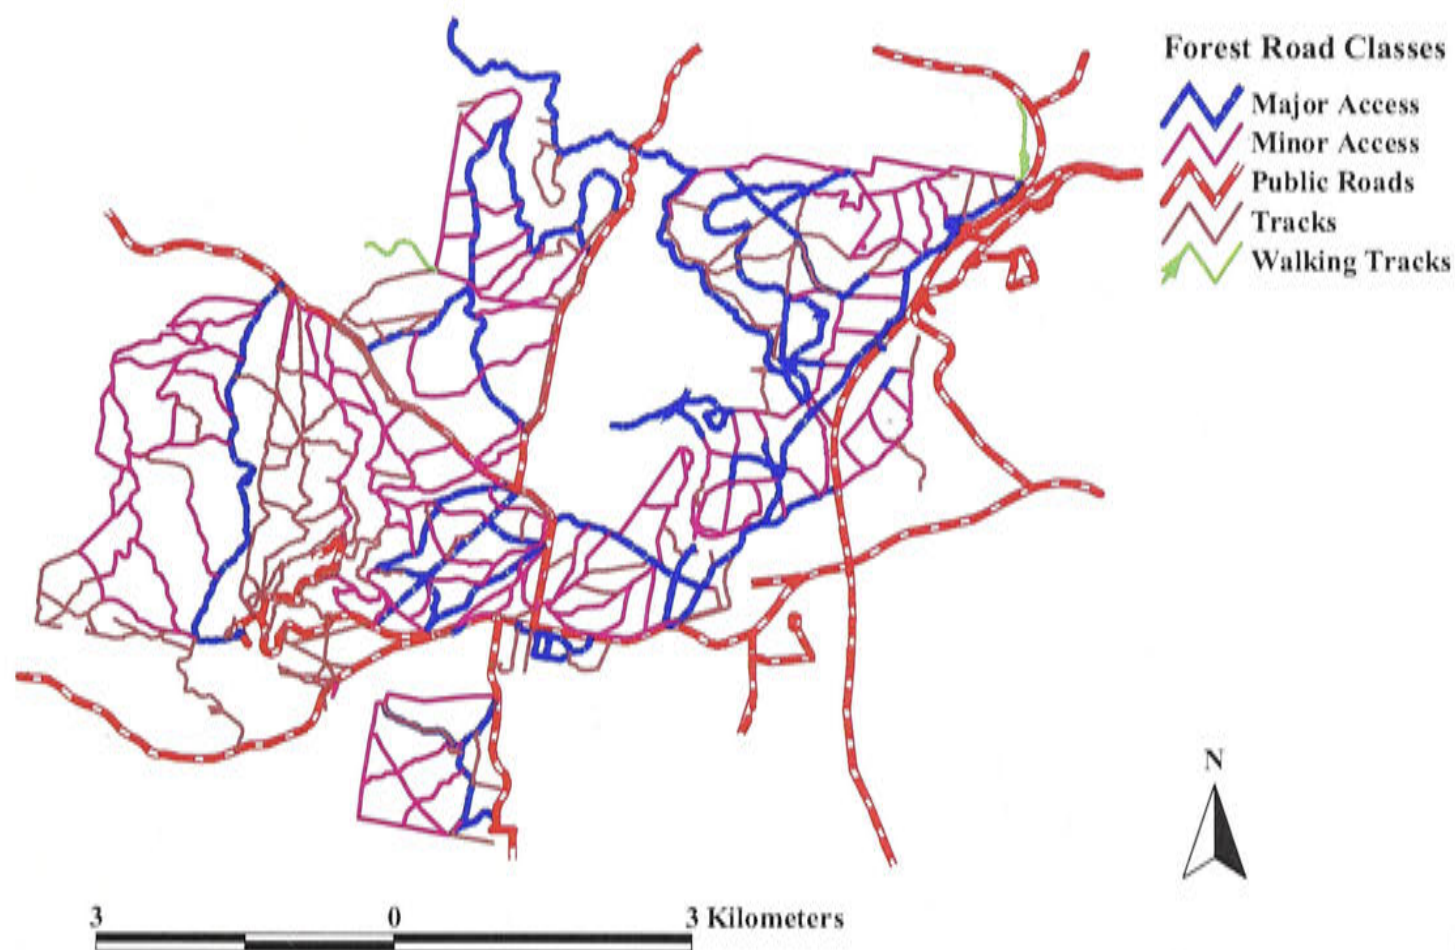 Forest Road Classes
Major Access
Minor Access
Public Roads
Tracks
Walking Tracks
N
3 0 3 Kilometers